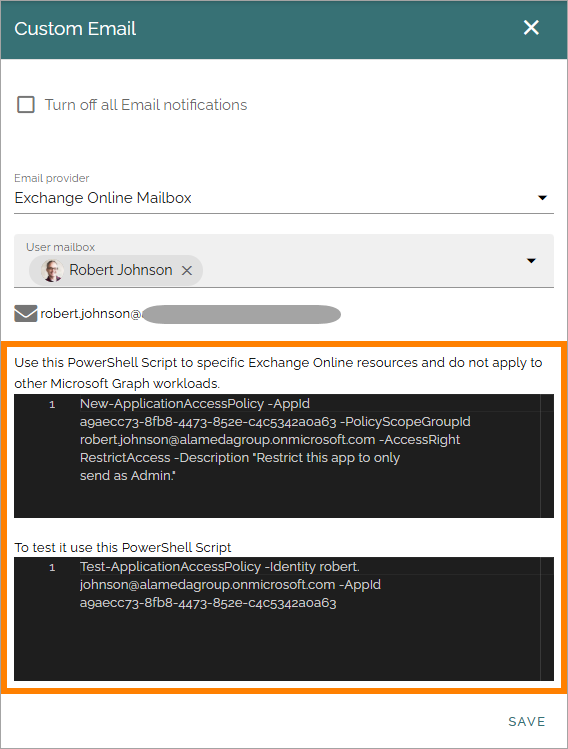 Custom Email
Turn off all Email notifications
Email provider
Exchange Online Mailbox
User mailbox
Robert Johnson
robert.johnson@
Use this PowerShell Script to specific Exchange Online resources and do not apply to
other Microsoft Graph workloads.
1 New-ApplicationAccessPolicy -AppId
a9aecc73-8fb8-4473-852e-c4c5342a0a63 -PolicyScopeGroupId
robert.johnson@alamedagroup.onmicrosoft.com -AccessRight
RestrictAccess -Description "Restrict this app to only
send as Admin."
To test it use this PowerShell Script
1 Test-ApplicationAccessPolicy -Identity robert.
johnson@alamedagroup.onmicrosoft.com -AppId
a9aecc73-8fb8-4473-852e-c4c5342a0a63
SAVE